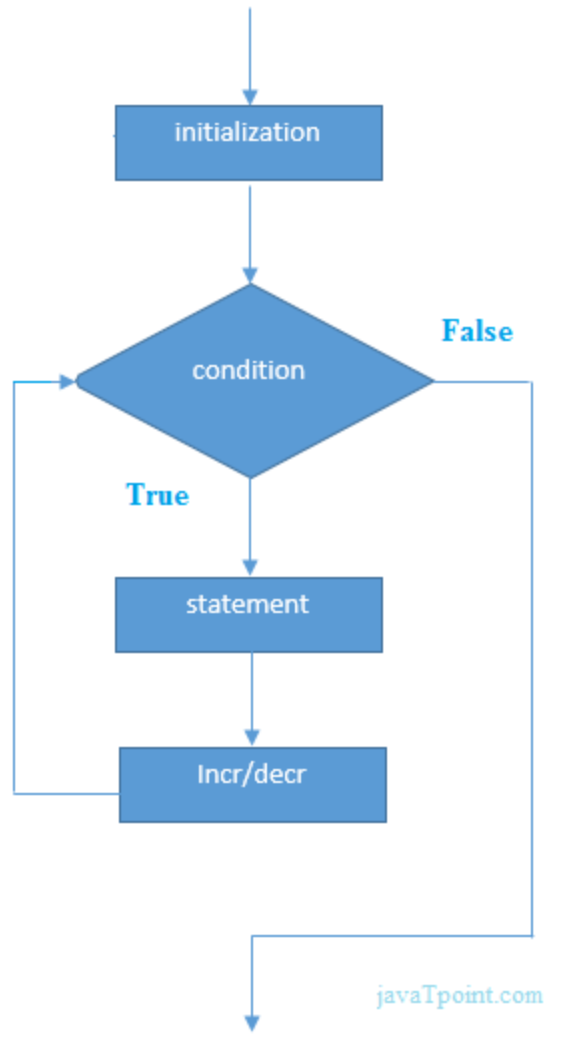 initialization
condition
False
True
statement
Incr/decr
javaTpoint.com